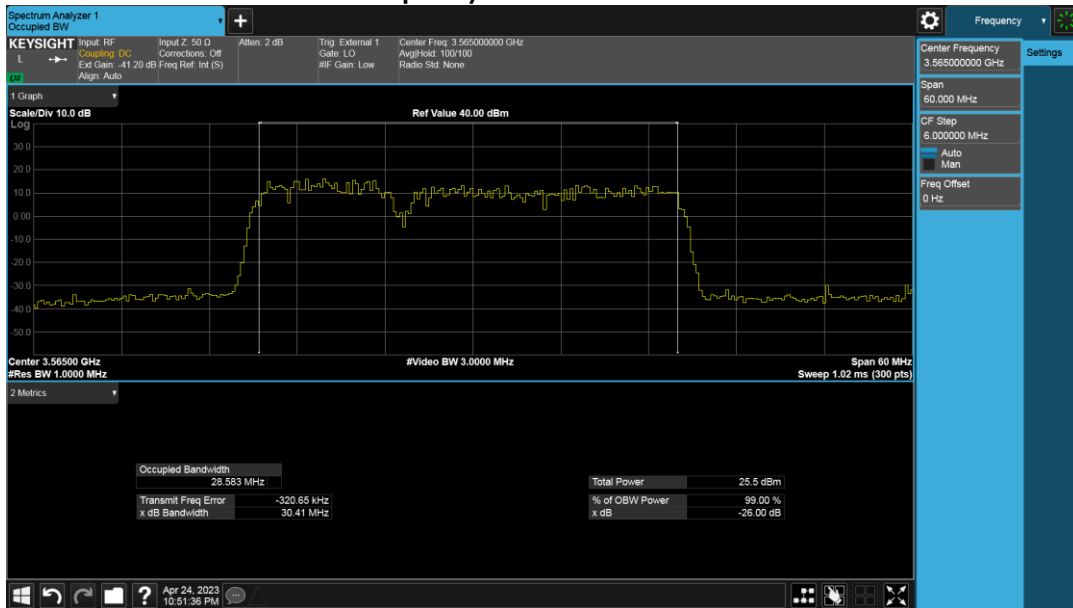 Spectrum Analyzer 1
Occupied BW
+
Frequency
KEYSIGHT
L
LXI
Input: RF
Coupling: DC
Ext Gain: -41.20 dB
Align: Auto
Input Z: 50 Ω
Corrections: Off
Freq Ref: Int (S)
Atten: 2 dB
Trig: External 1
Gate: LO
#IF Gain: Low
Center Freq: 3.565000000 GHz
Avg|Hold: 100/100
Radio Std: None
Center Frequency
3.565000000 GHz
Settings
Span
60.000 MHz
CF Step
6.000000 MHz
Auto
Man
Freq Offset
0 Hz
1 Graph
Scale/Div 10.0 dB
Ref Value 40.00 dBm
Log
30.0
20.0
10.0
0.00
-10.0
-20.0
-30.0
-40.0
-50.0
Center 3.56500 GHz
#Video BW 3.0000 MHz
Span 60 MHz
#Res BW 1.0000 MHz
Sweep 1.02 ms (300 pts)
2 Metrics
Occupied Bandwidth
28.583 MHz
Total Power 25.5 dBm
Transmit Freq Error -320.65 kHz
% of OBW Power 99.00 %
x dB Bandwidth 30.41 MHz
x dB -26.00 dB
?
Apr 24, 2023
10:51:36 PM